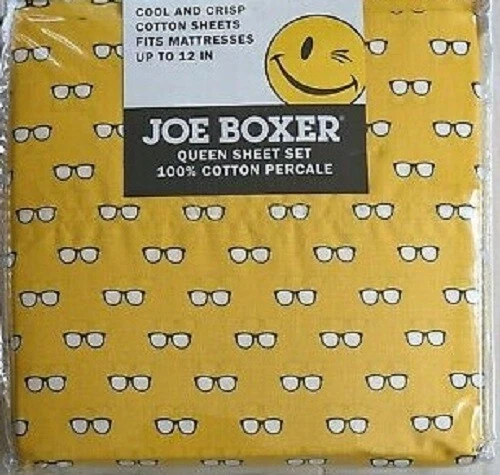 COOL AND CRISP
COTTON SHEETS
FITS MATTRESSES
UP TO 12 IN
JOE BOXER®
QUEEN SHEET SET
100% COTTON PERCALE